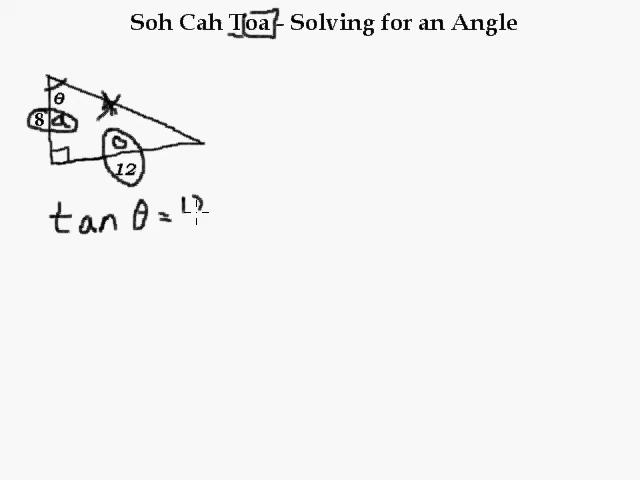 Soh Cah Toa - Solving for an Angle
θ
8 a
o
12
tan θ = 12